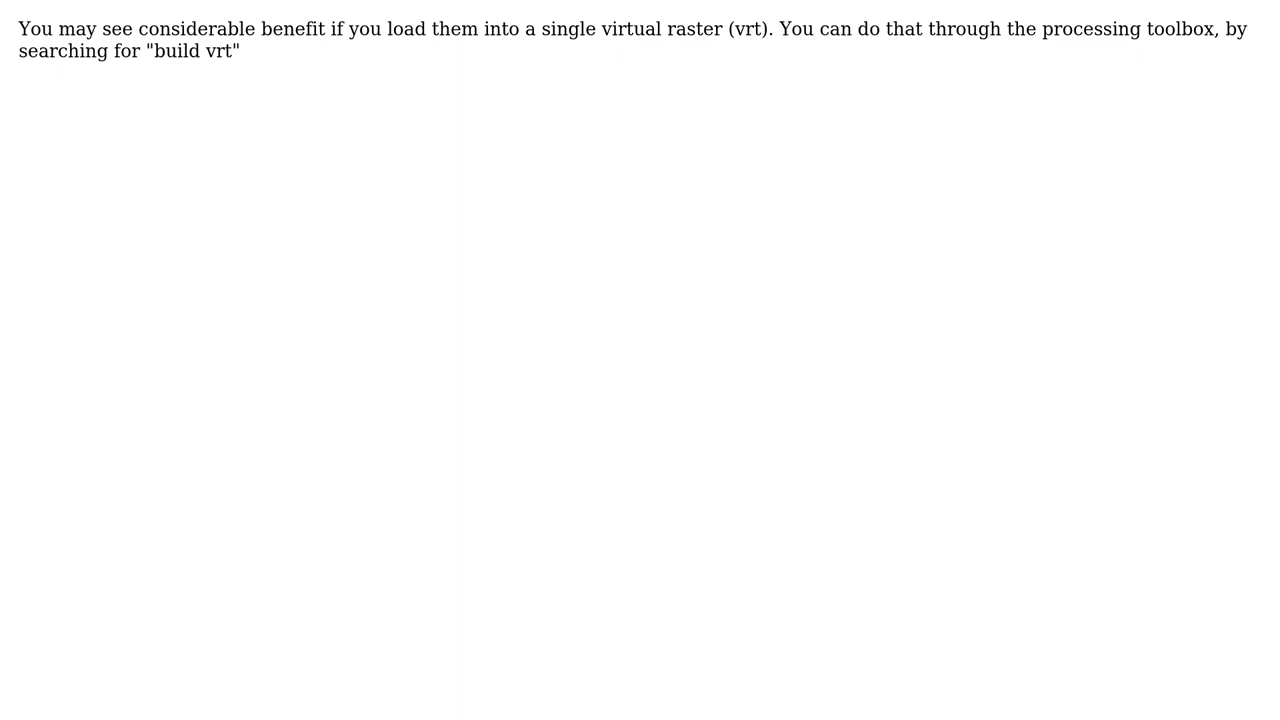 You may see considerable benefit if you load them into a single virtual raster (vrt). You can do that through the processing toolbox, by
searching for "build vrt"